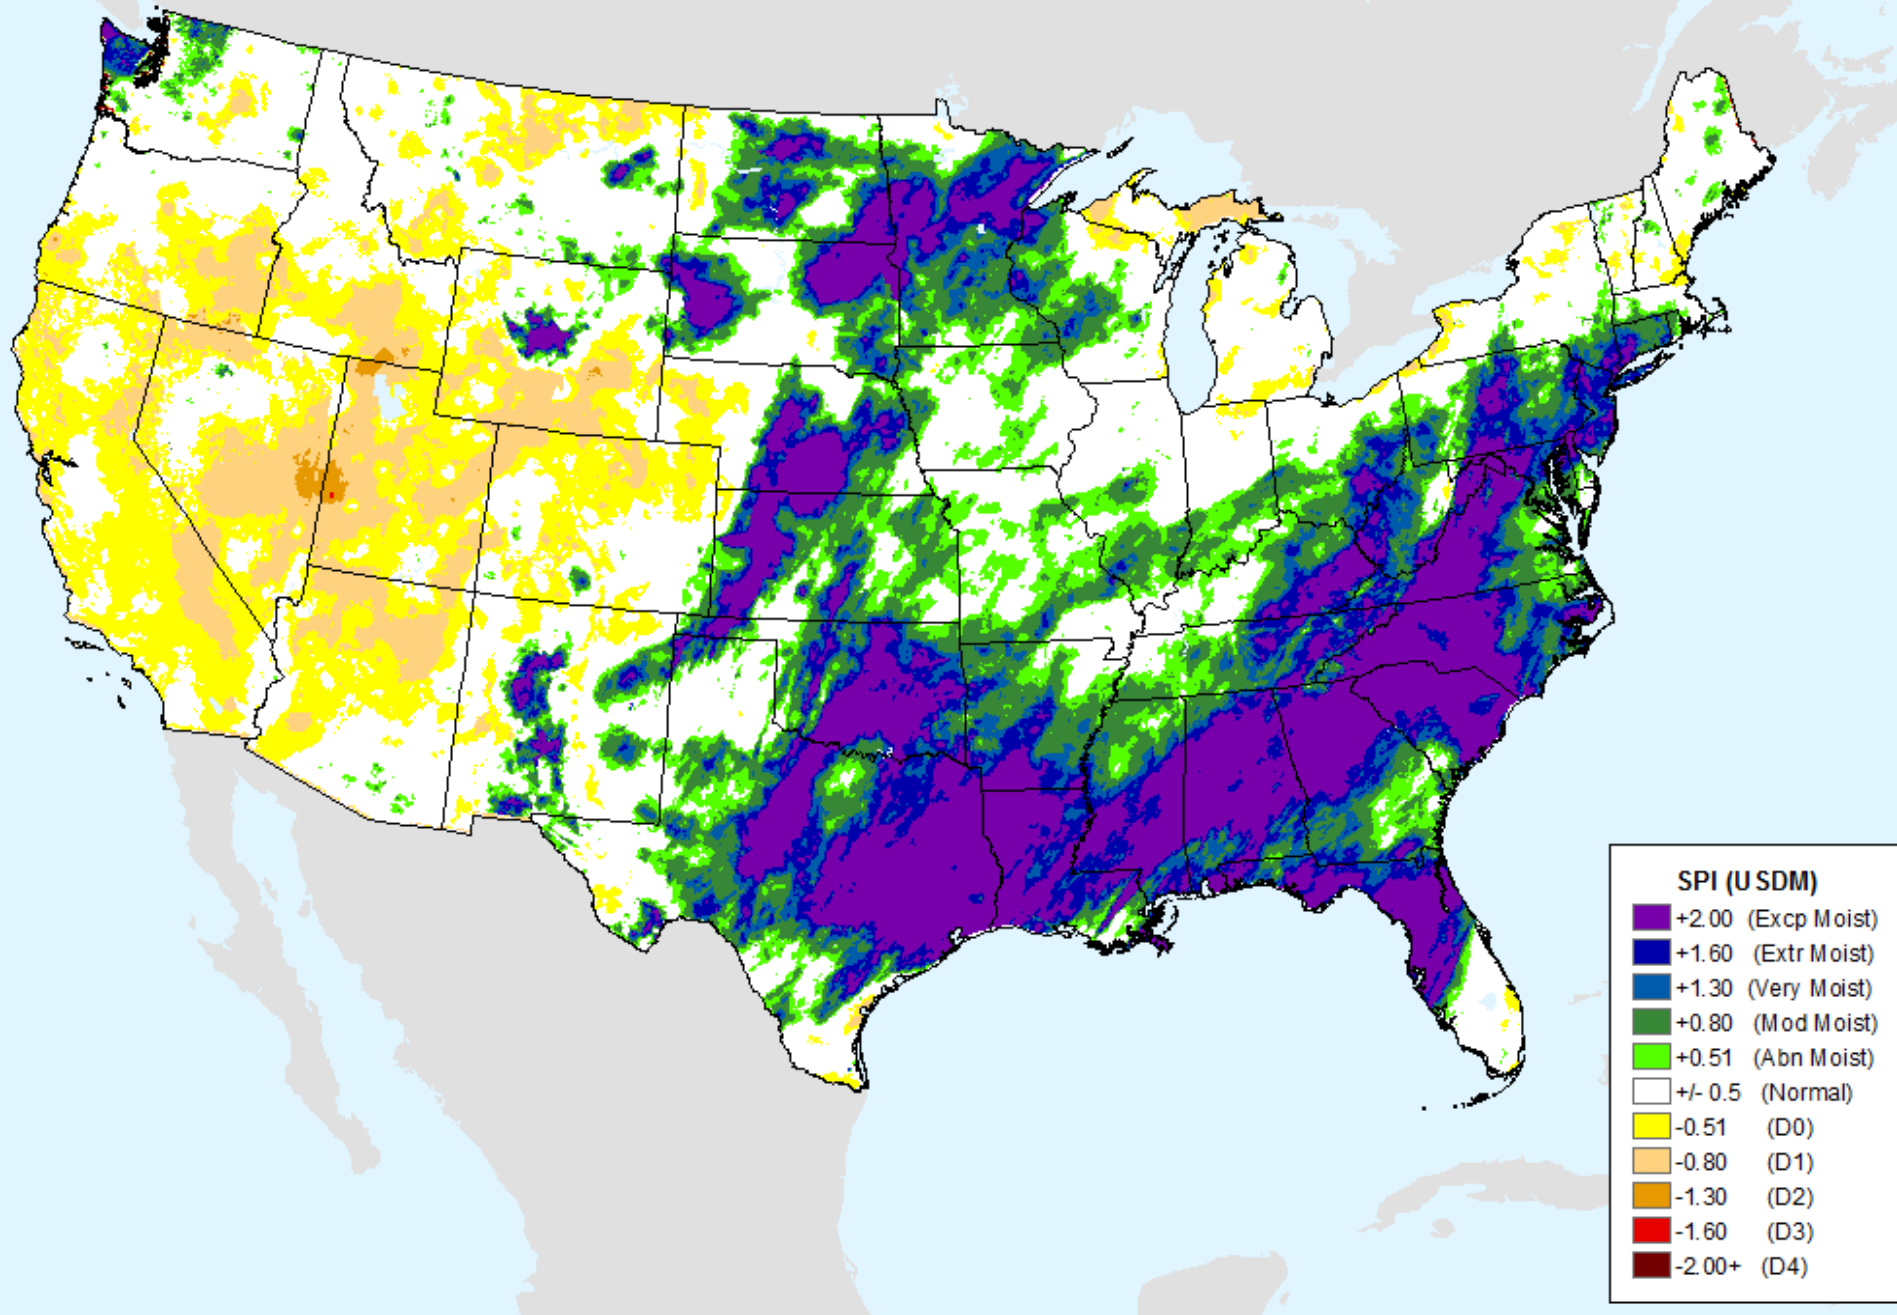 SPI (USDM)
+2.00 (Excp Moist)
+1.60 (Extr Moist)
+1.30 (Very Moist)
+0.80 (Mod Moist)
+0.51 (Abn Moist)
+/- 0.5 (Normal)
-0.51 (D0)
-0.80 (D1)
-1.30 (D2)
-1.60 (D3)
-2.00+ (D4)